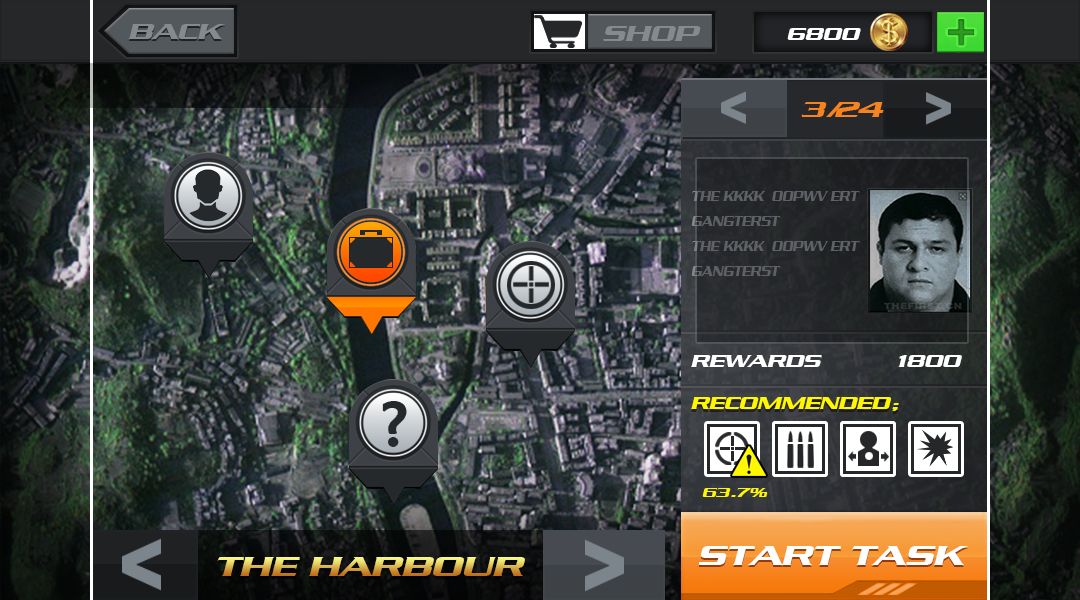 BACK
SHOP
6800
3/24
THE KKKK OOPWV ERT
GANGTERST
THE KKKK OOPWV ERT
GANGTERST
REWARDS 1800
RECOMMENDED;
63.7%
THE HARBOUR
START TASK